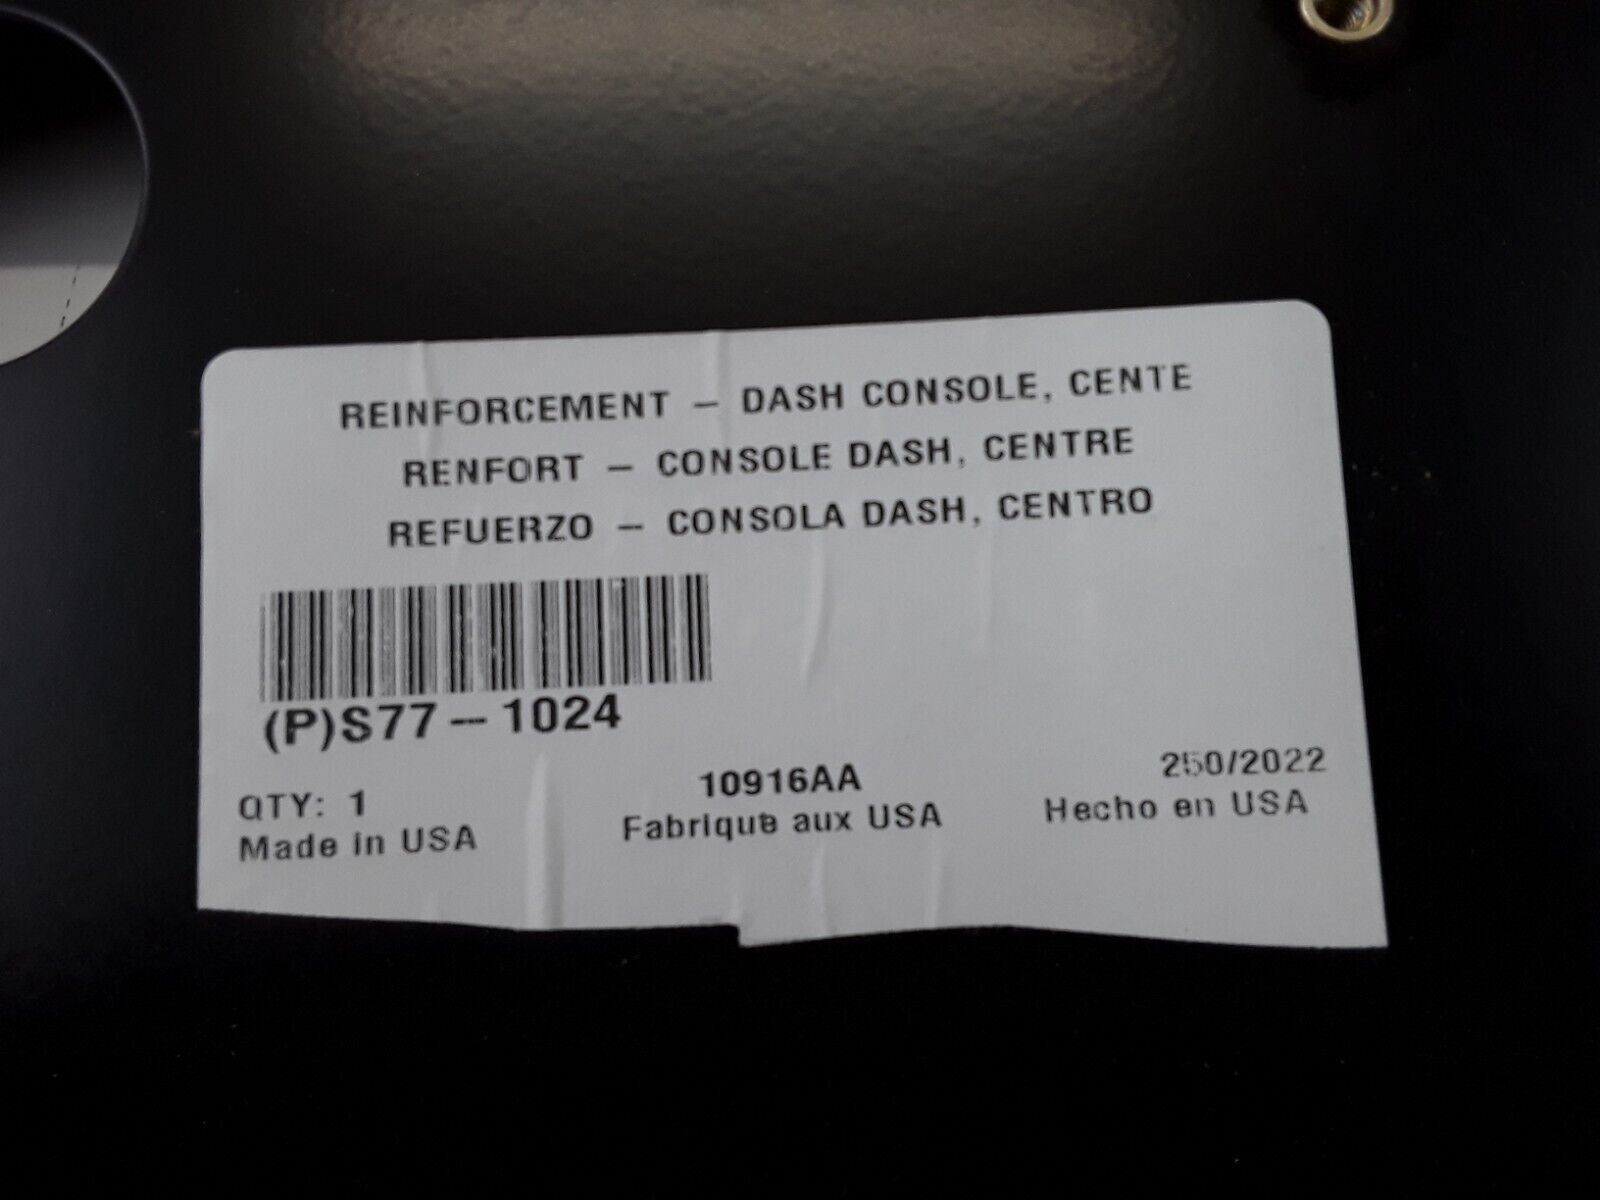 REINFORCEMENT – DASH CONSOLE, CENTE
RENFORT – CONSOLE DASH, CENTRE
REFUERZO – CONSOLA DASH, CENTRO
(P)S77–1024
QTY: 1 10916AA 250/2022
Made in USA Fabrique aux USA Hecho en USA